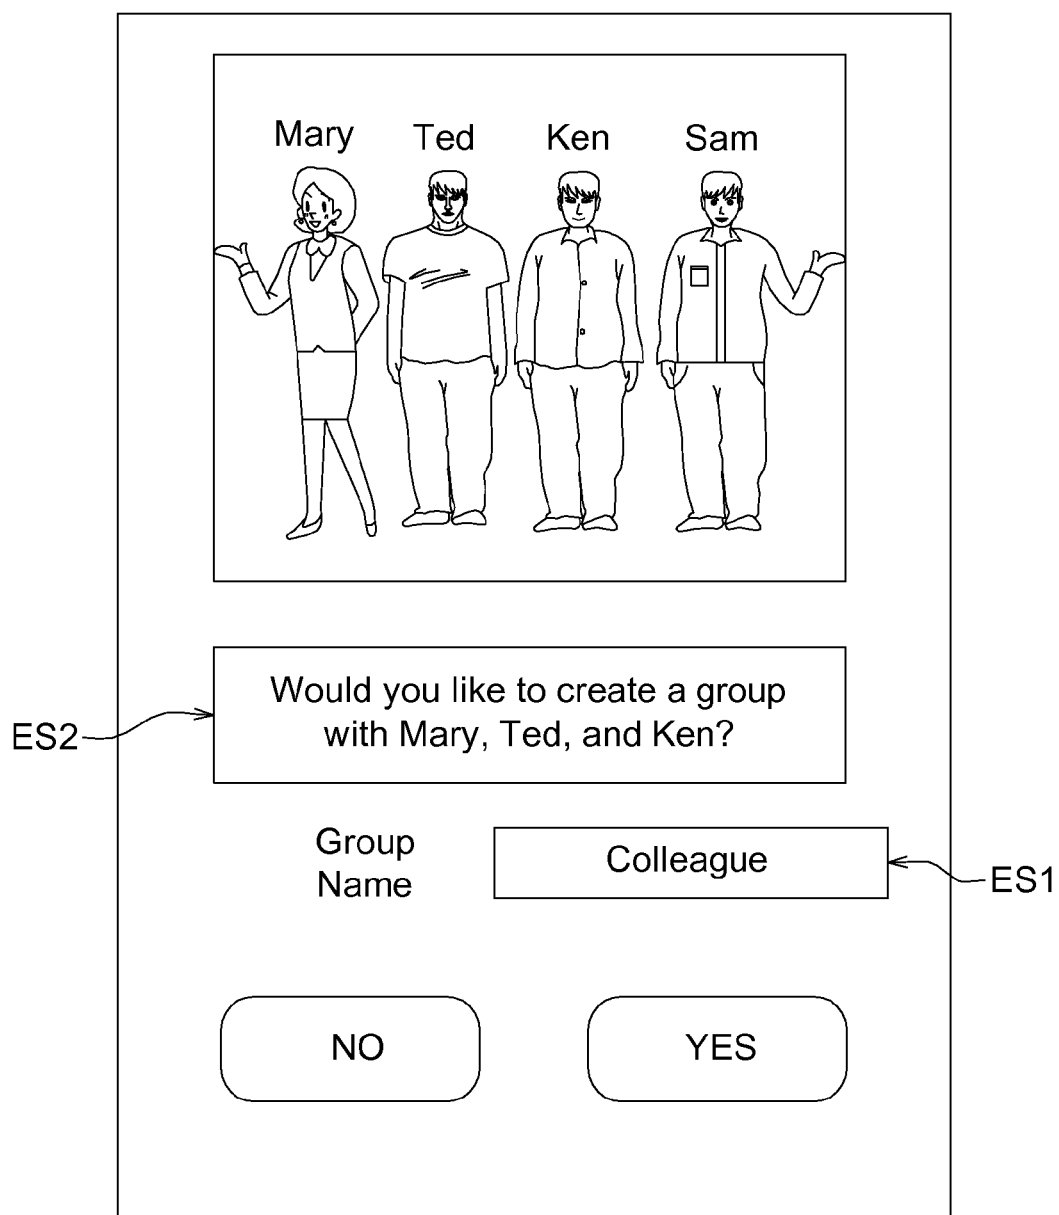 Mary Ted Ken Sam
Would you like to create a group
with Mary, Ted, and Ken?
ES2
Group
Name
Colleague
ES1
NO YES